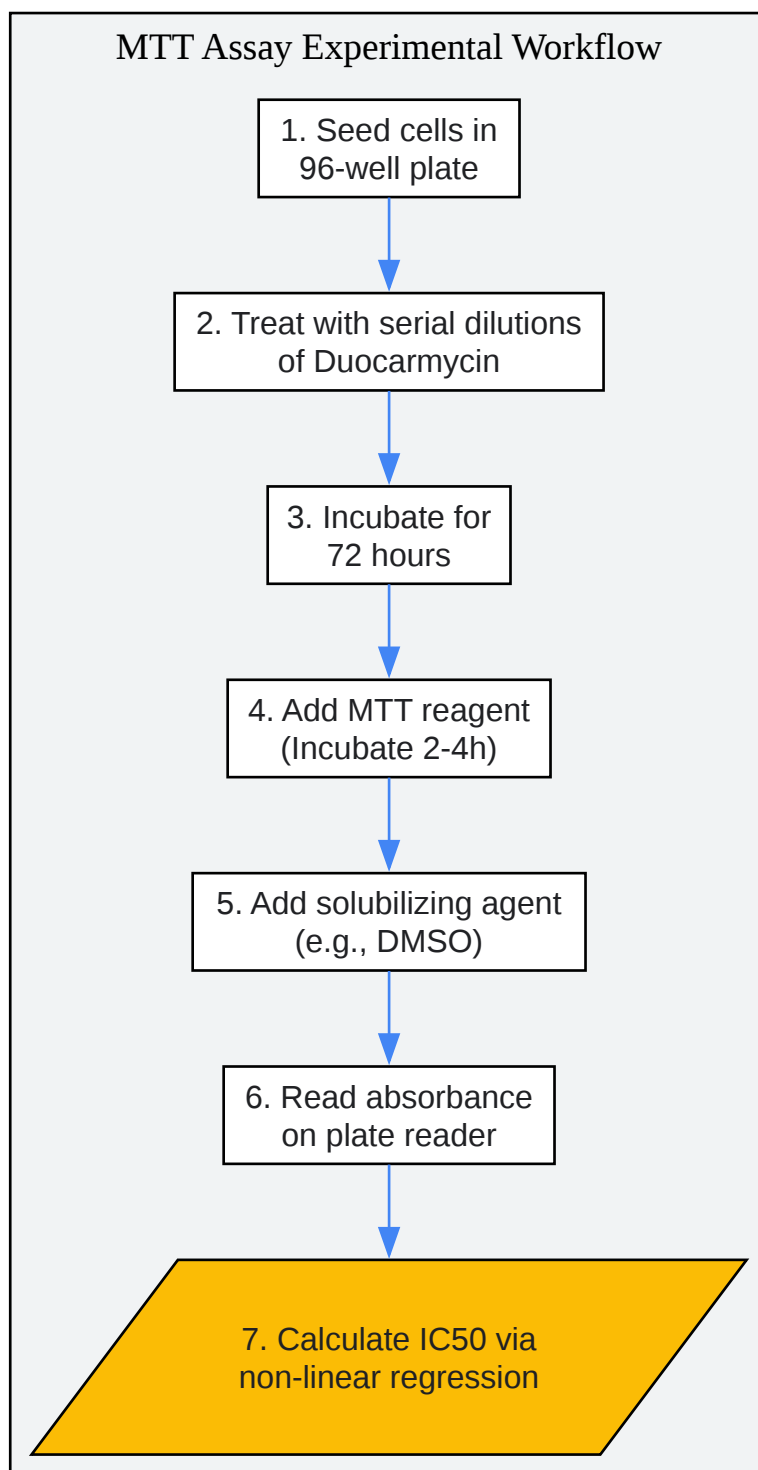 MTT Assay Experimental Workflow
1. Seed cells in
96-well plate
2. Treat with serial dilutions
of Duocarmycin
3. Incubate for
72 hours
4. Add MTT reagent
(Incubate 2-4h)
5. Add solubilizing agent
(e.g., DMSO)
6. Read absorbance
on plate reader
7. Calculate IC50 via
non-linear regression